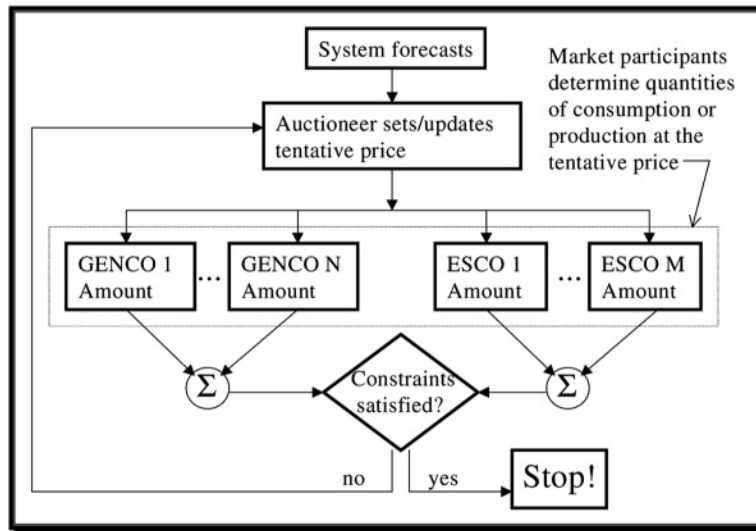 System forecasts
Market participants
determine quantities
of consumption or
production at the
tentative price
Auctioneer sets/updates
tentative price
GENCO 1
Amount
...
GENCO N
Amount
ESCO 1
Amount
...
ESCO M
Amount
Σ
Σ
Constraints
satisfied?
no
yes
Stop!